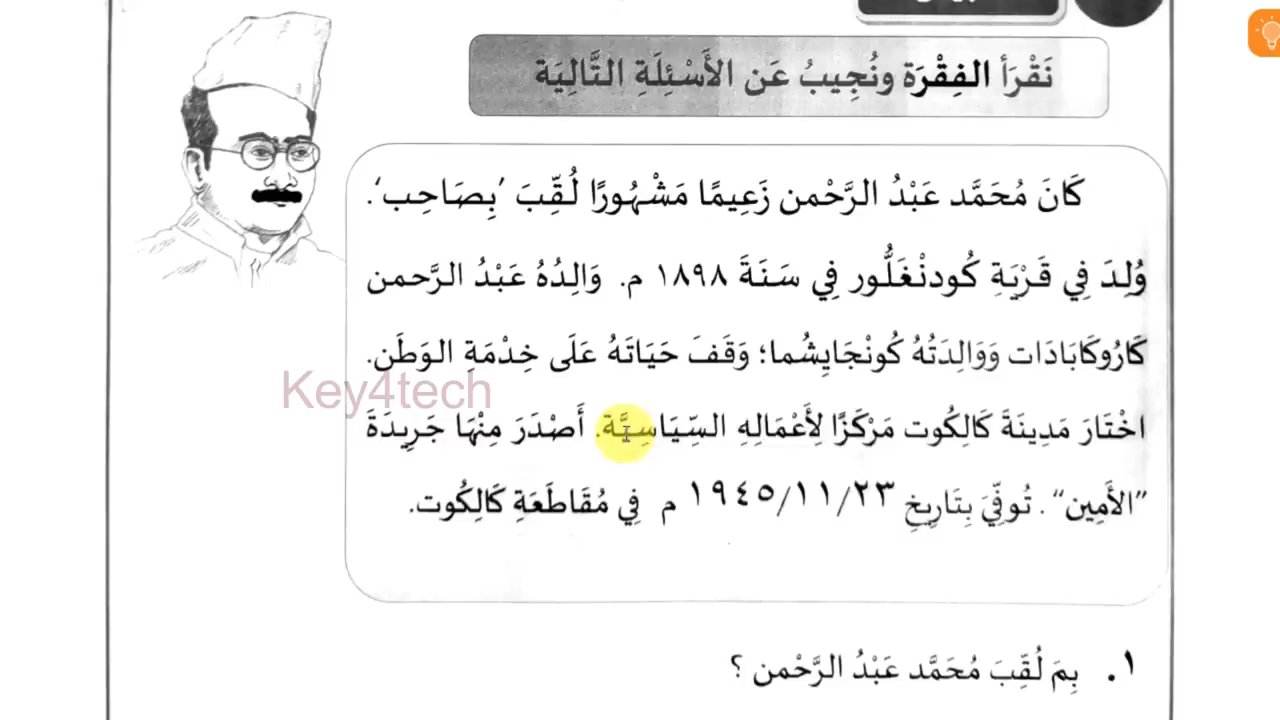 نَقْرَأ الفِقْرَة ونُجِيبُ عَن الأَسْئِلَةِ التَّالِيَة
كَانَ مُحَمَّد عَبْدُ الرَّحْمن زَعِيمًا مَشْهُورًا لُقِّبَ ’بِصَاحِب‘.
وُلِدَ فِي قَرْيَةِ كُودنْغَلُّور فِي سَنَةَ ١٨٩٨ م. وَالِدُهُ عَبْدُ الرَّحمن
كَارُوكَابَادَات وَوَالِدَتُهُ كُونْجَايِشُما؛ وَقَفَ حَيَاتَهُ عَلَى خِدْمَةِ الوَطَن.
Key4tech
اخْتَارَ مَدِينَةَ كَالِكُوت مَرْكَزًا لِأَعْمَالِهِ السِّيَاسِيَّة. أَصْدَرَ مِنْهَا جَرِيدَةَ
”الأَمِين“. تُوفِّيَ بِتَارِيخِ ١٩٤٥/١١/٢٣ م فِي مُقَاطَعَةِ كَالِكُوت.
١. بِمَ لُقِّبَ مُحَمَّد عَبْدُ الرَّحْمن ؟